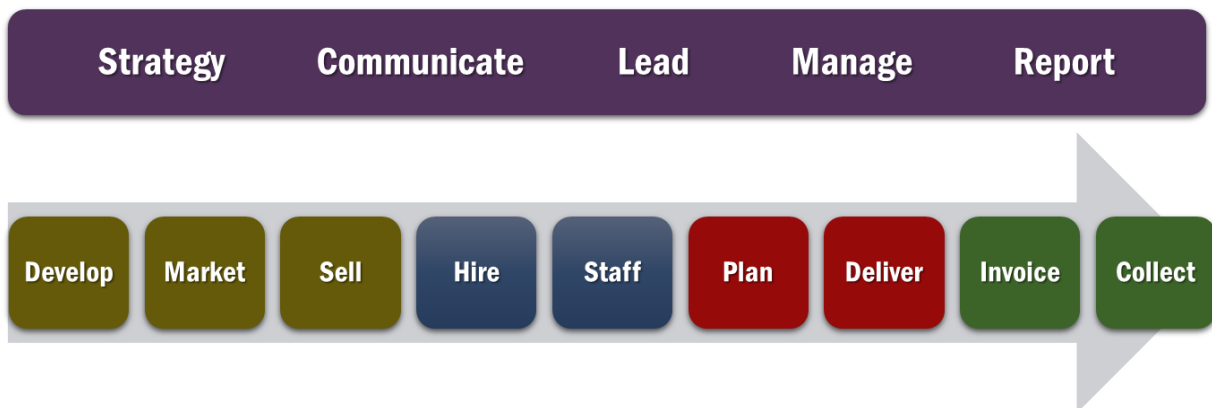 Strategy Communicate Lead Manage Report
Develop Market Sell Hire Staff Plan Deliver Invoice Collect